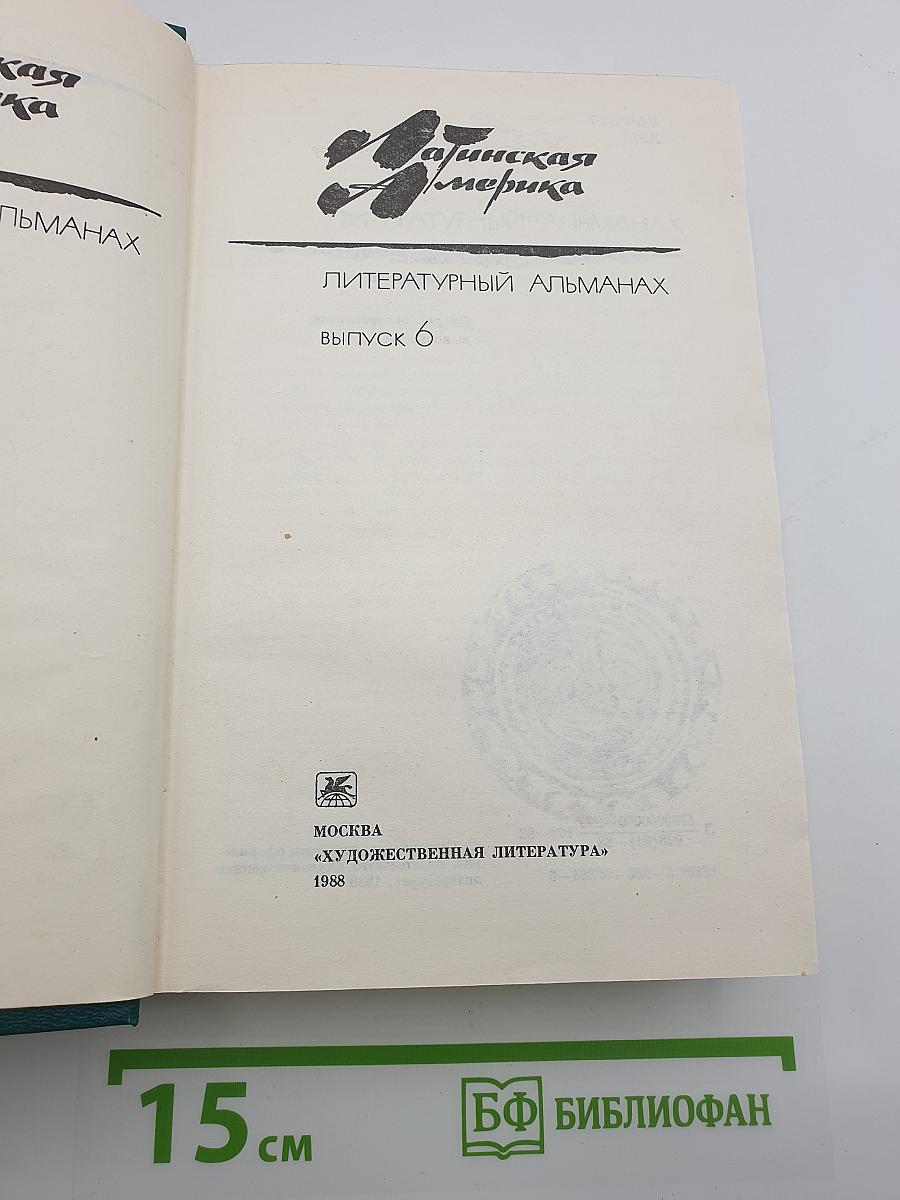 кая
ка
ЛЬМАНАХ
Латинская
Америка
ЛИТЕРАТУРНЫЙ АЛЬМАНАХ
ВЫПУСК 6
МОСКВА
«ХУДОЖЕСТВЕННАЯ ЛИТЕРАТУРА»
1988
15 см
БФ БИБЛИОФАН